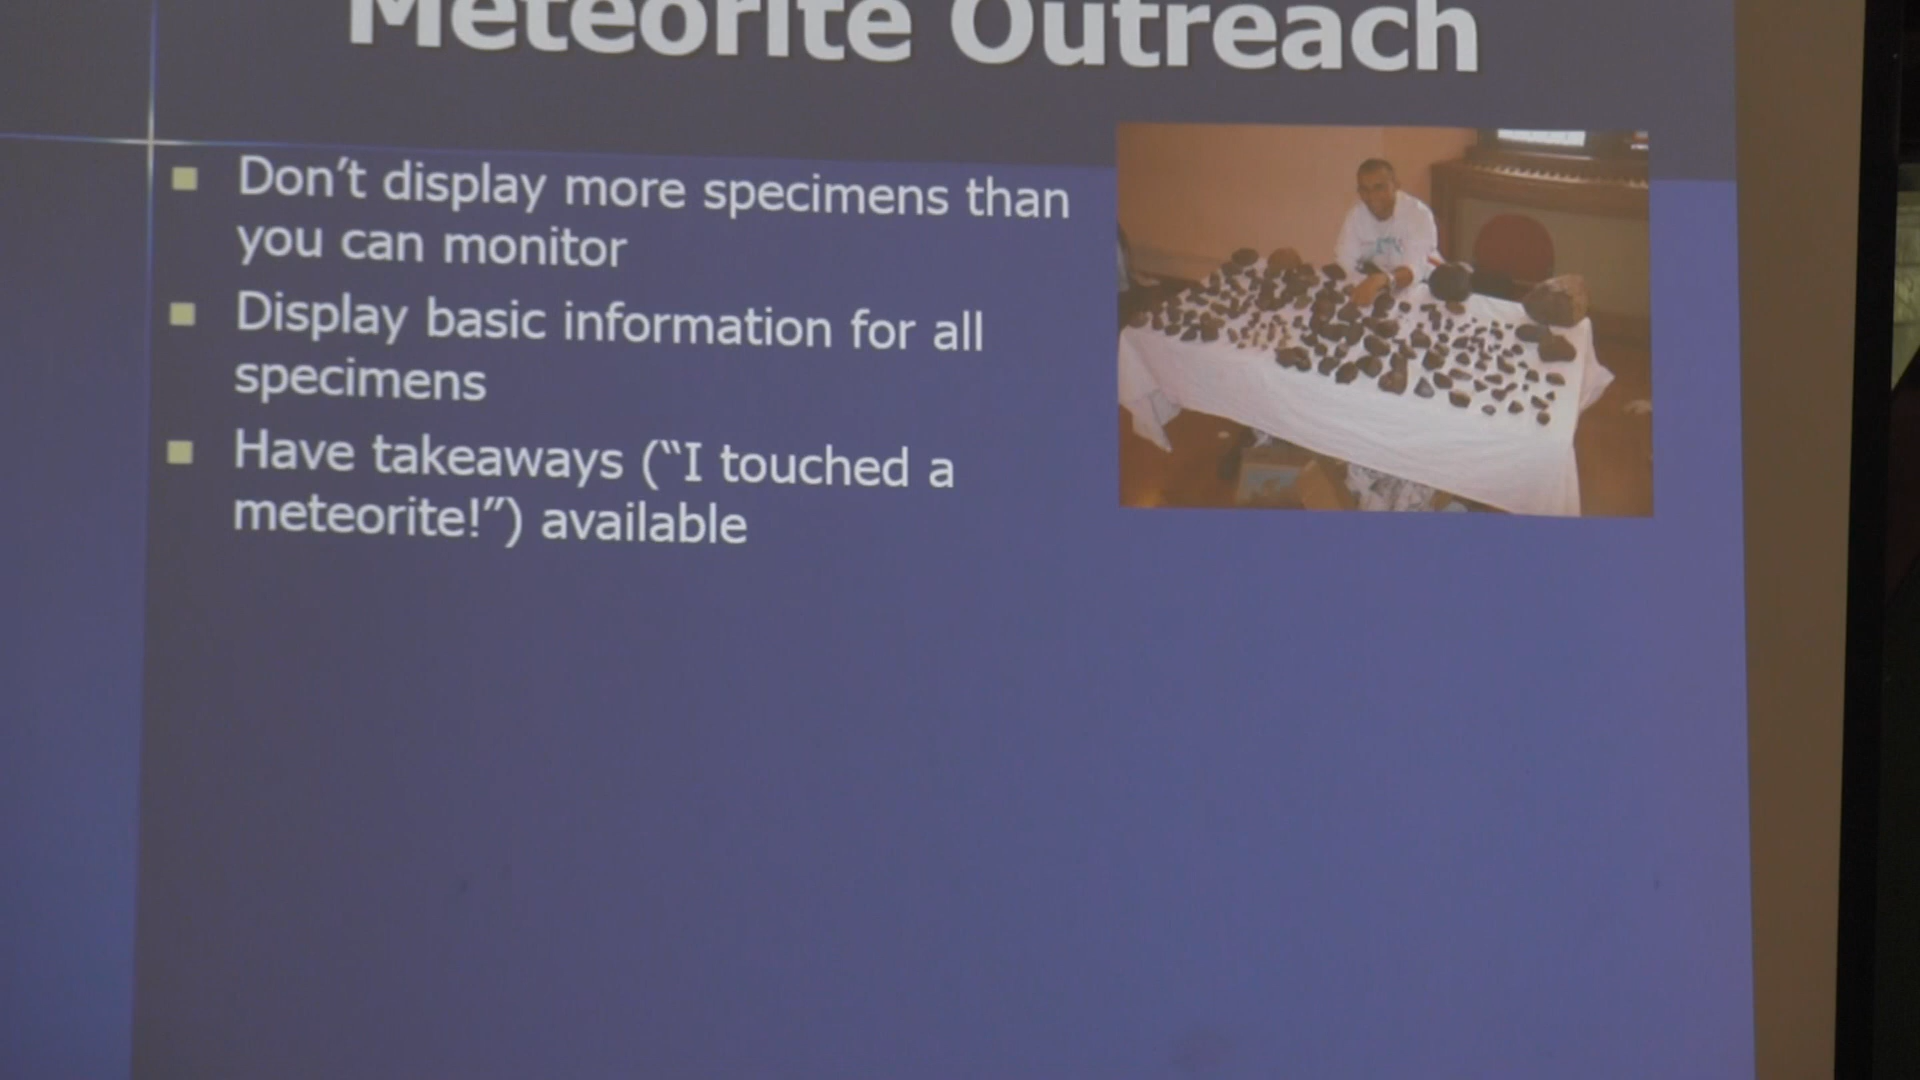 Meteorite Outreach
Don't display more specimens than
you can monitor
Display basic information for all
specimens
Have takeaways (“I touched a
meteorite!”) available